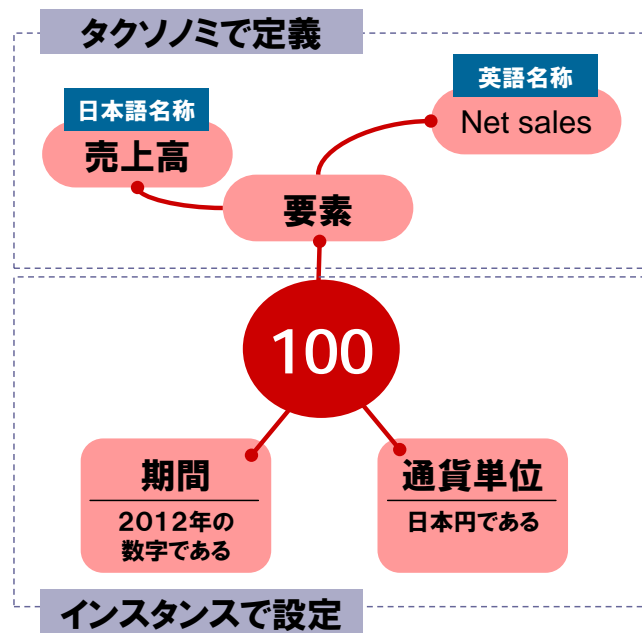 タクソノミで定義
英語名称
Net sales
日本語名称
売上高
要素
100
期間
2012年の
数字である
通貨単位
日本円である
インスタンスで設定